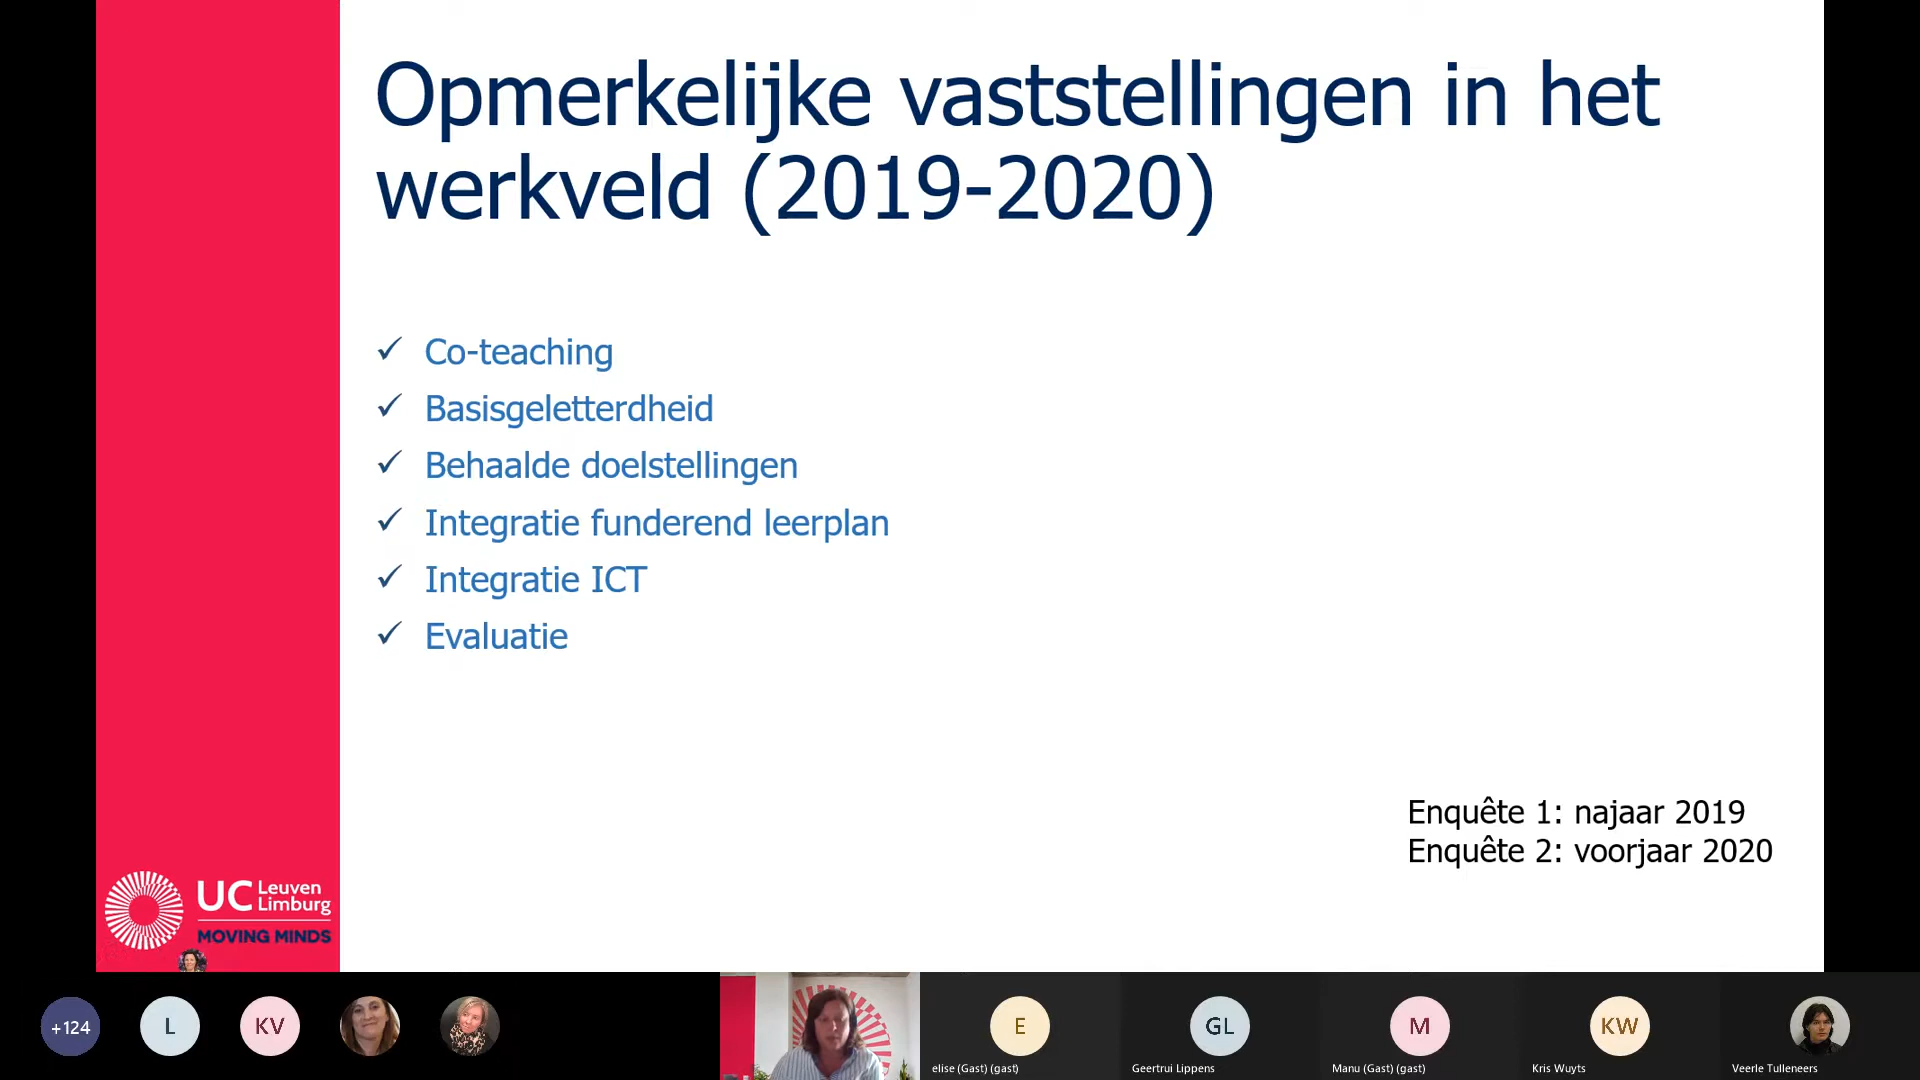 Opmerkelijke vaststellingen in het
werkveld (2019-2020)
✓ Co-teaching
✓ Basisgeletterdheid
✓ Behaalde doelstellingen
✓ Integratie funderend leerplan
✓ Integratie ICT
✓ Evaluatie
Enquête 1: najaar 2019
Enquête 2: voorjaar 2020
UC Leuven
Limburg
MOVING MINDS
+124
L
KV
E
GL
M
KW
elise (Gast) (gast)
Geertrui Lippens
Manu (Gast) (gast)
Kris Wuyts
Veerle Tulleneers